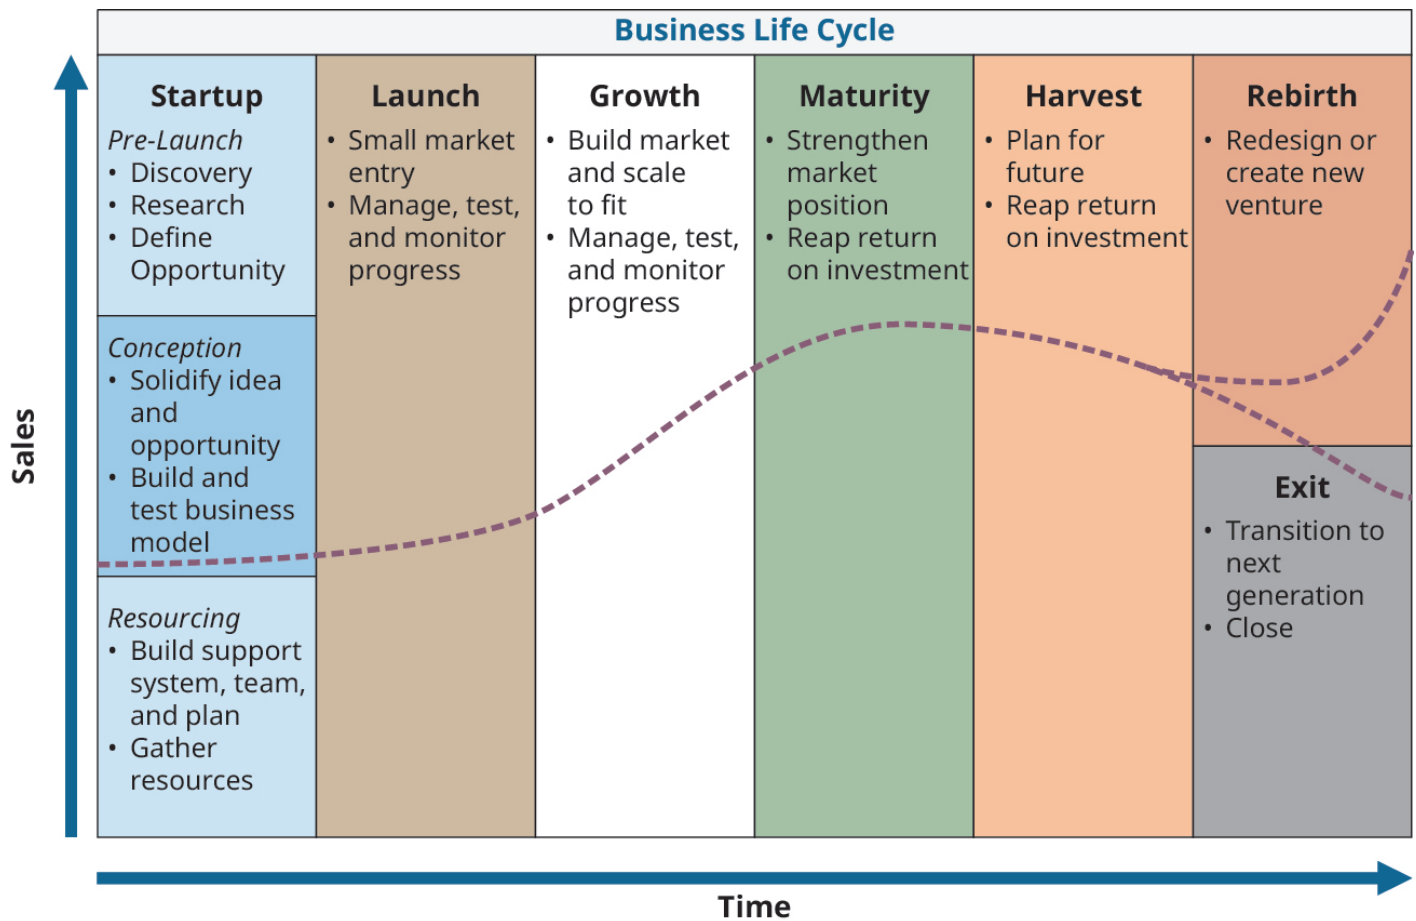 Business Life Cycle
Startup
Pre-Launch
• Discovery
• Research
• Define
Opportunity
Conception
• Solidify idea
and
opportunity
• Build and
test business
model
Resourcing
• Build support
system, team,
and plan
• Gather
resources
Launch
• Small market
entry
• Manage, test,
and monitor
progress
Growth
• Build market
and scale
to fit
• Manage, test,
and monitor
progress
Maturity
• Strengthen
market
position
• Reap return
on investment
Harvest
• Plan for
future
• Reap return
on investment
Rebirth
• Redesign or
create new
venture
Exit
• Transition to
next
generation
• Close
Sales
Time